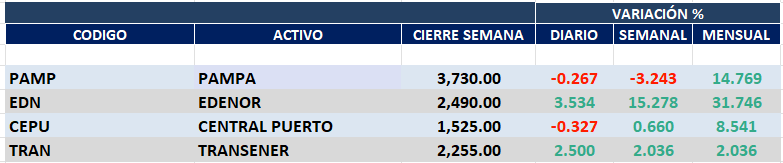 VARIACIÓN %
CODIGO ACTIVO CIERRE SEMANA DIARIO SEMANAL MENSUAL
PAMP PAMPA 3,730.00 -0.267 -3.243 14.769
EDN EDENOR 2,490.00 3.534 15.278 31.746
CEPU CENTRAL PUERTO 1,525.00 -0.327 0.660 8.541
TRAN TRANSENER 2,255.00 2.500 2.036 2.036